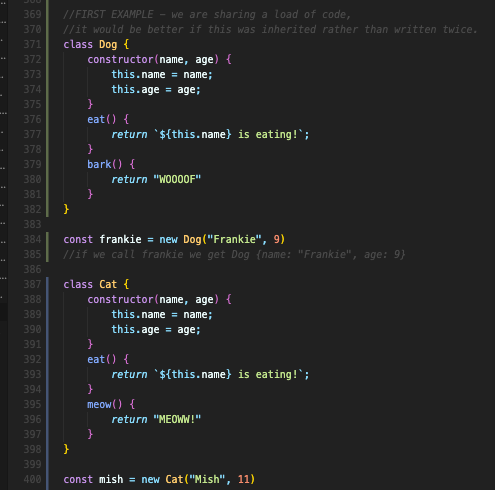 369 //FIRST EXAMPLE - we are sharing a load of code,
370 //it would be better if this was inherited rather than written twice.
371 class Dog {
372 constructor(name, age) {
373 this.name = name;
374 this.age = age;
375 }
376 eat() {
377 return `${this.name} is eating!`;
378 }
379 bark() {
380 return "WOOOOF"
381 }
382 }
383
384 const frankie = new Dog("Frankie", 9)
385 //if we call frankie we get Dog {name: "Frankie", age: 9}
386
387 class Cat {
388 constructor(name, age) {
389 this.name = name;
390 this.age = age;
391 }
392 eat() {
393 return `${this.name} is eating!`;
394 }
395 meow() {
396 return "MEOWW!"
397 }
398 }
399
400 const mish = new Cat("Mish", 11)